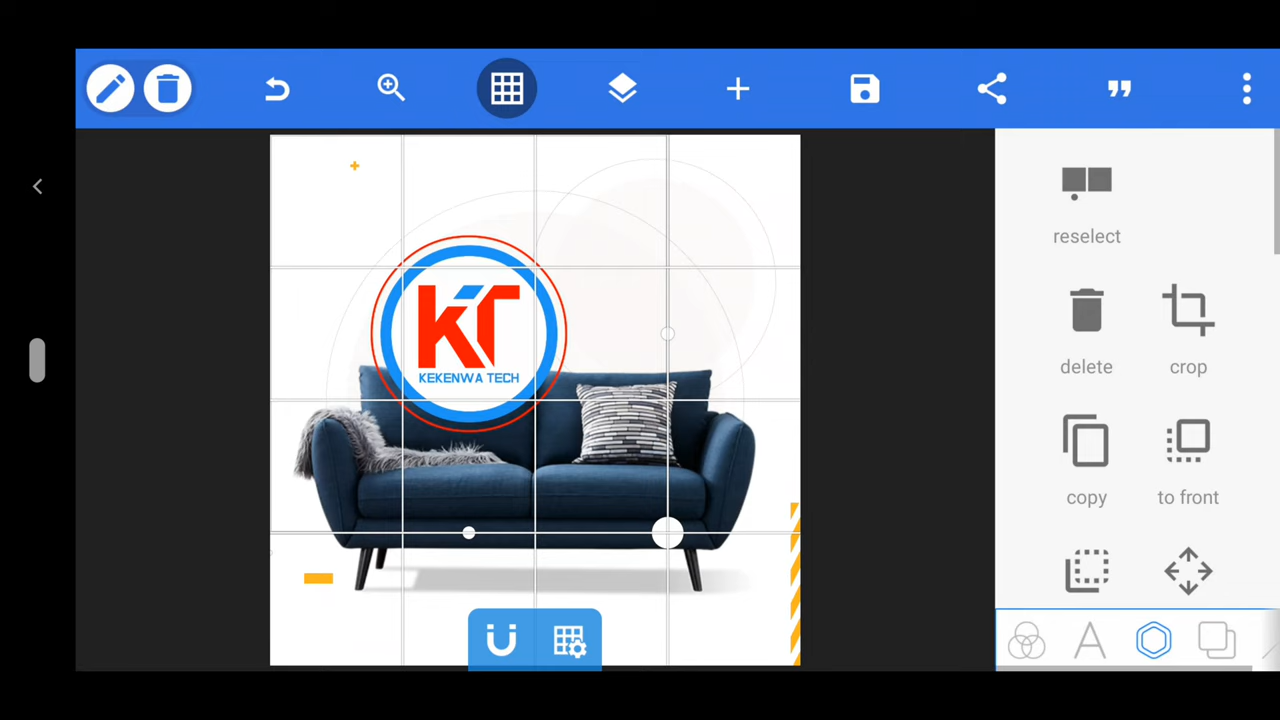 KT
KEKENWA TECH
reselect
delete
crop
copy
to front